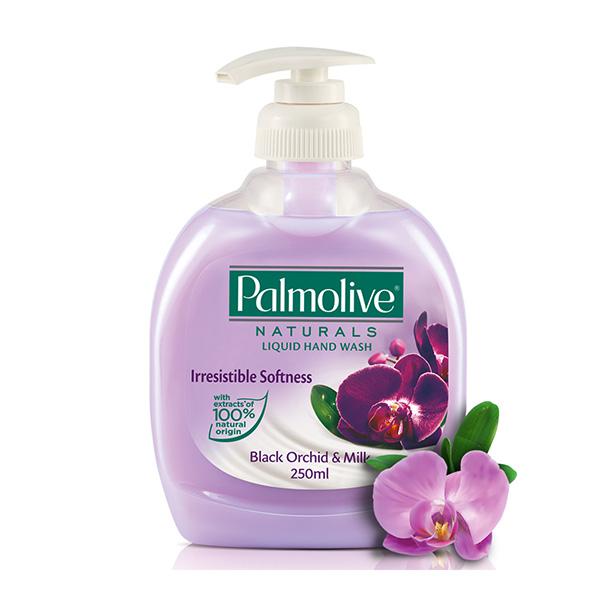 Palmolive®
NATURALS
LIQUID HAND WASH
Irresistible Softness
with
extracts of
100%
natural
origin
Black Orchid & Milk
250ml